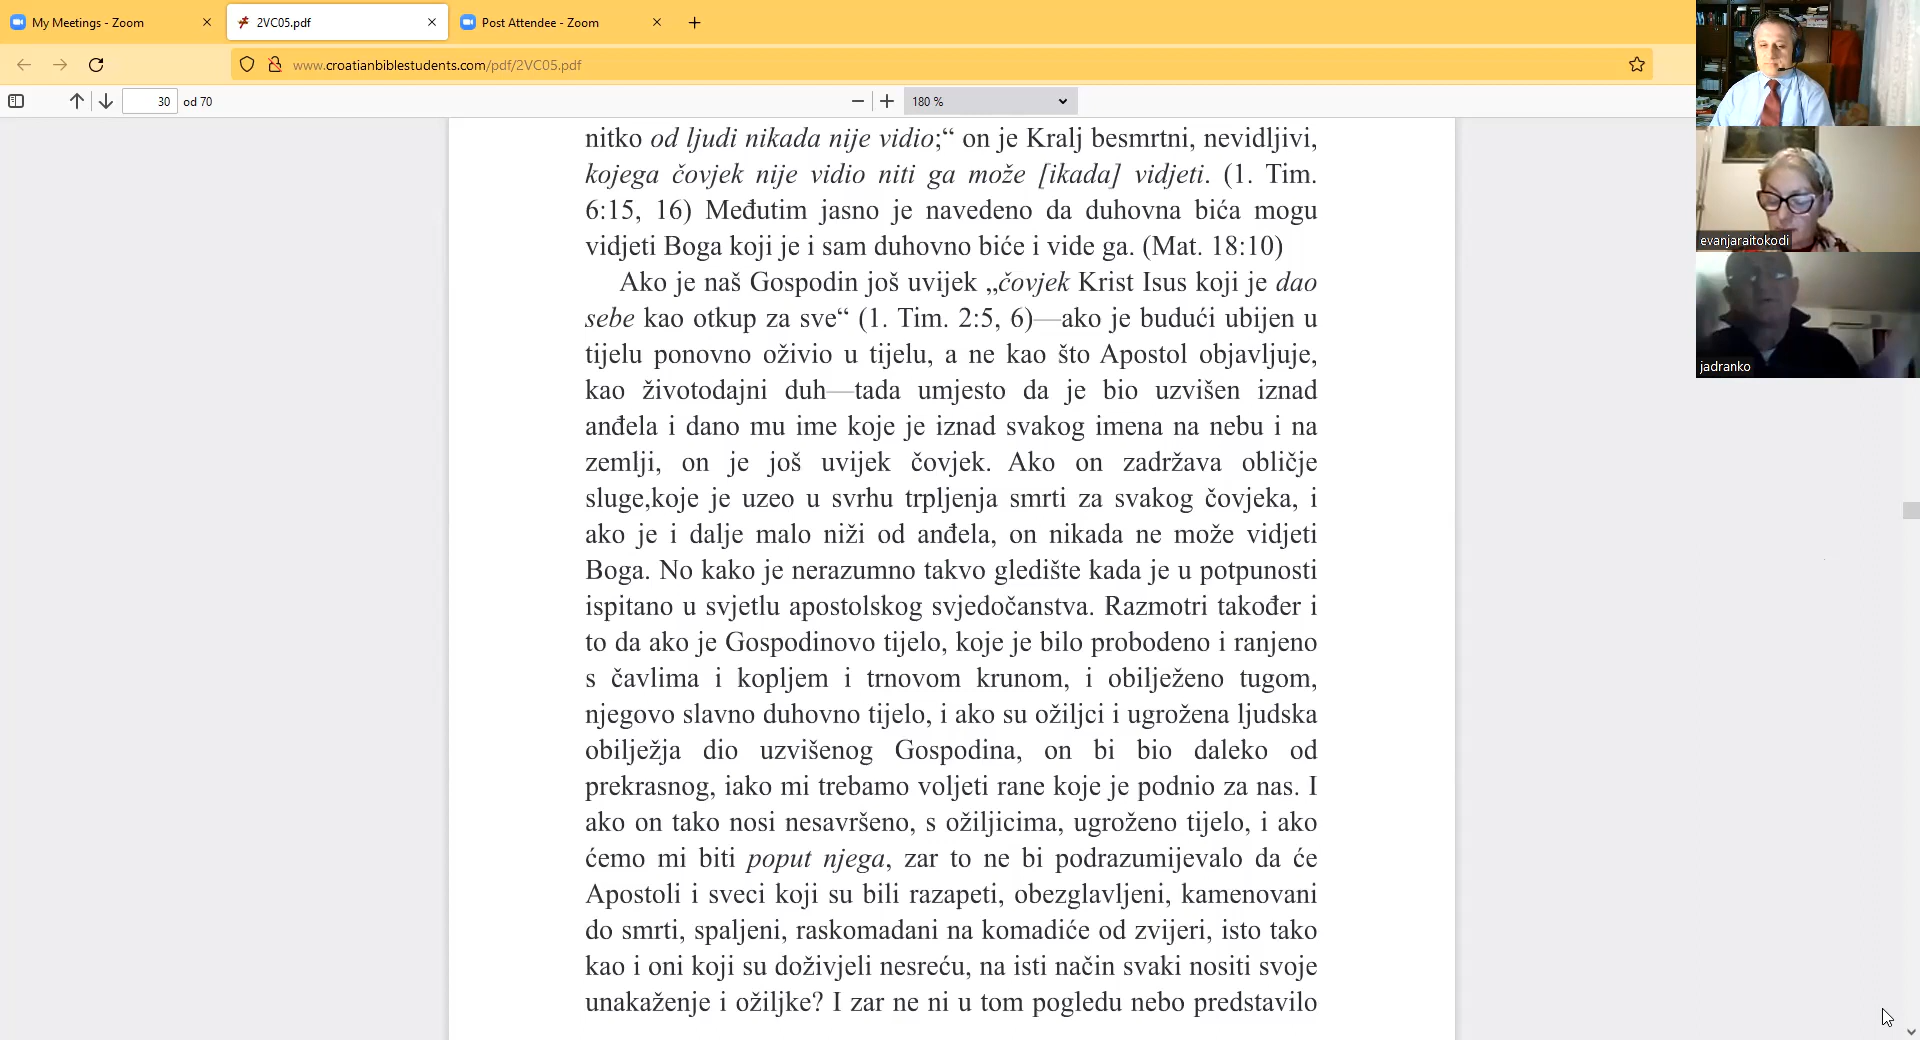 My Meetings - Zoom
2VC05.pdf
Post Attendee - Zoom
www.croatianbiblestudents.com/pdf/2VC05.pdf
30 od 70
180 %
nitko od ljudi nikada nije vidio;“ on je Kralj besmrtni, nevidljivi,
kojega čovjek nije vidio niti ga može [ikada] vidjeti. (1. Tim.
6:15, 16) Međutim jasno je navedeno da duhovna bića mogu
vidjeti Boga koji je i sam duhovno biće i vide ga. (Mat. 18:10)
Ako je naš Gospodin još uvijek „čovjek Krist Isus koji je dao
sebe kao otkup za sve“ (1. Tim. 2:5, 6)—ako je budući ubijen u
tijelu ponovno oživio u tijelu, a ne kao što Apostol objavljuje,
kao životodajni duh—tada umjesto da je bio uzvišen iznad
anđela i dano mu ime koje je iznad svakog imena na nebu i na
zemlji, on je još uvijek čovjek. Ako on zadržava obličje
sluge,koje je uzeo u svrhu trpljenja smrti za svakog čovjeka, i
ako je i dalje malo niži od anđela, on nikada ne može vidjeti
Boga. No kako je nerazumno takvo gledište kada je u potpunosti
ispitano u svjetlu apostolskog svjedočanstva. Razmotri također i
to da ako je Gospodinovo tijelo, koje je bilo probodeno i ranjeno
s čavlima i kopljem i trnovom krunom, i obilježeno tugom,
njegovo slavno duhovno tijelo, i ako su ožiljci i ugrožena ljudska
obilježja dio uzvišenog Gospodina, on bi bio daleko od
prekrasnog, iako mi trebamo voljeti rane koje je podnio za nas. I
ako on tako nosi nesavršeno, s ožiljicima, ugroženo tijelo, i ako
ćemo mi biti poput njega, zar to ne bi podrazumijevalo da će
Apostoli i sveci koji su bili razapeti, obezglavljeni, kamenovani
do smrti, spaljeni, raskomadani na komadiće od zvijeri, isto tako
kao i oni koji su doživjeli nesreću, na isti način svaki nositi svoje
unakaženje i ožiljke? I zar ne ni u tom pogledu nebo predstavilo
evanjaraitokodi
jadranko